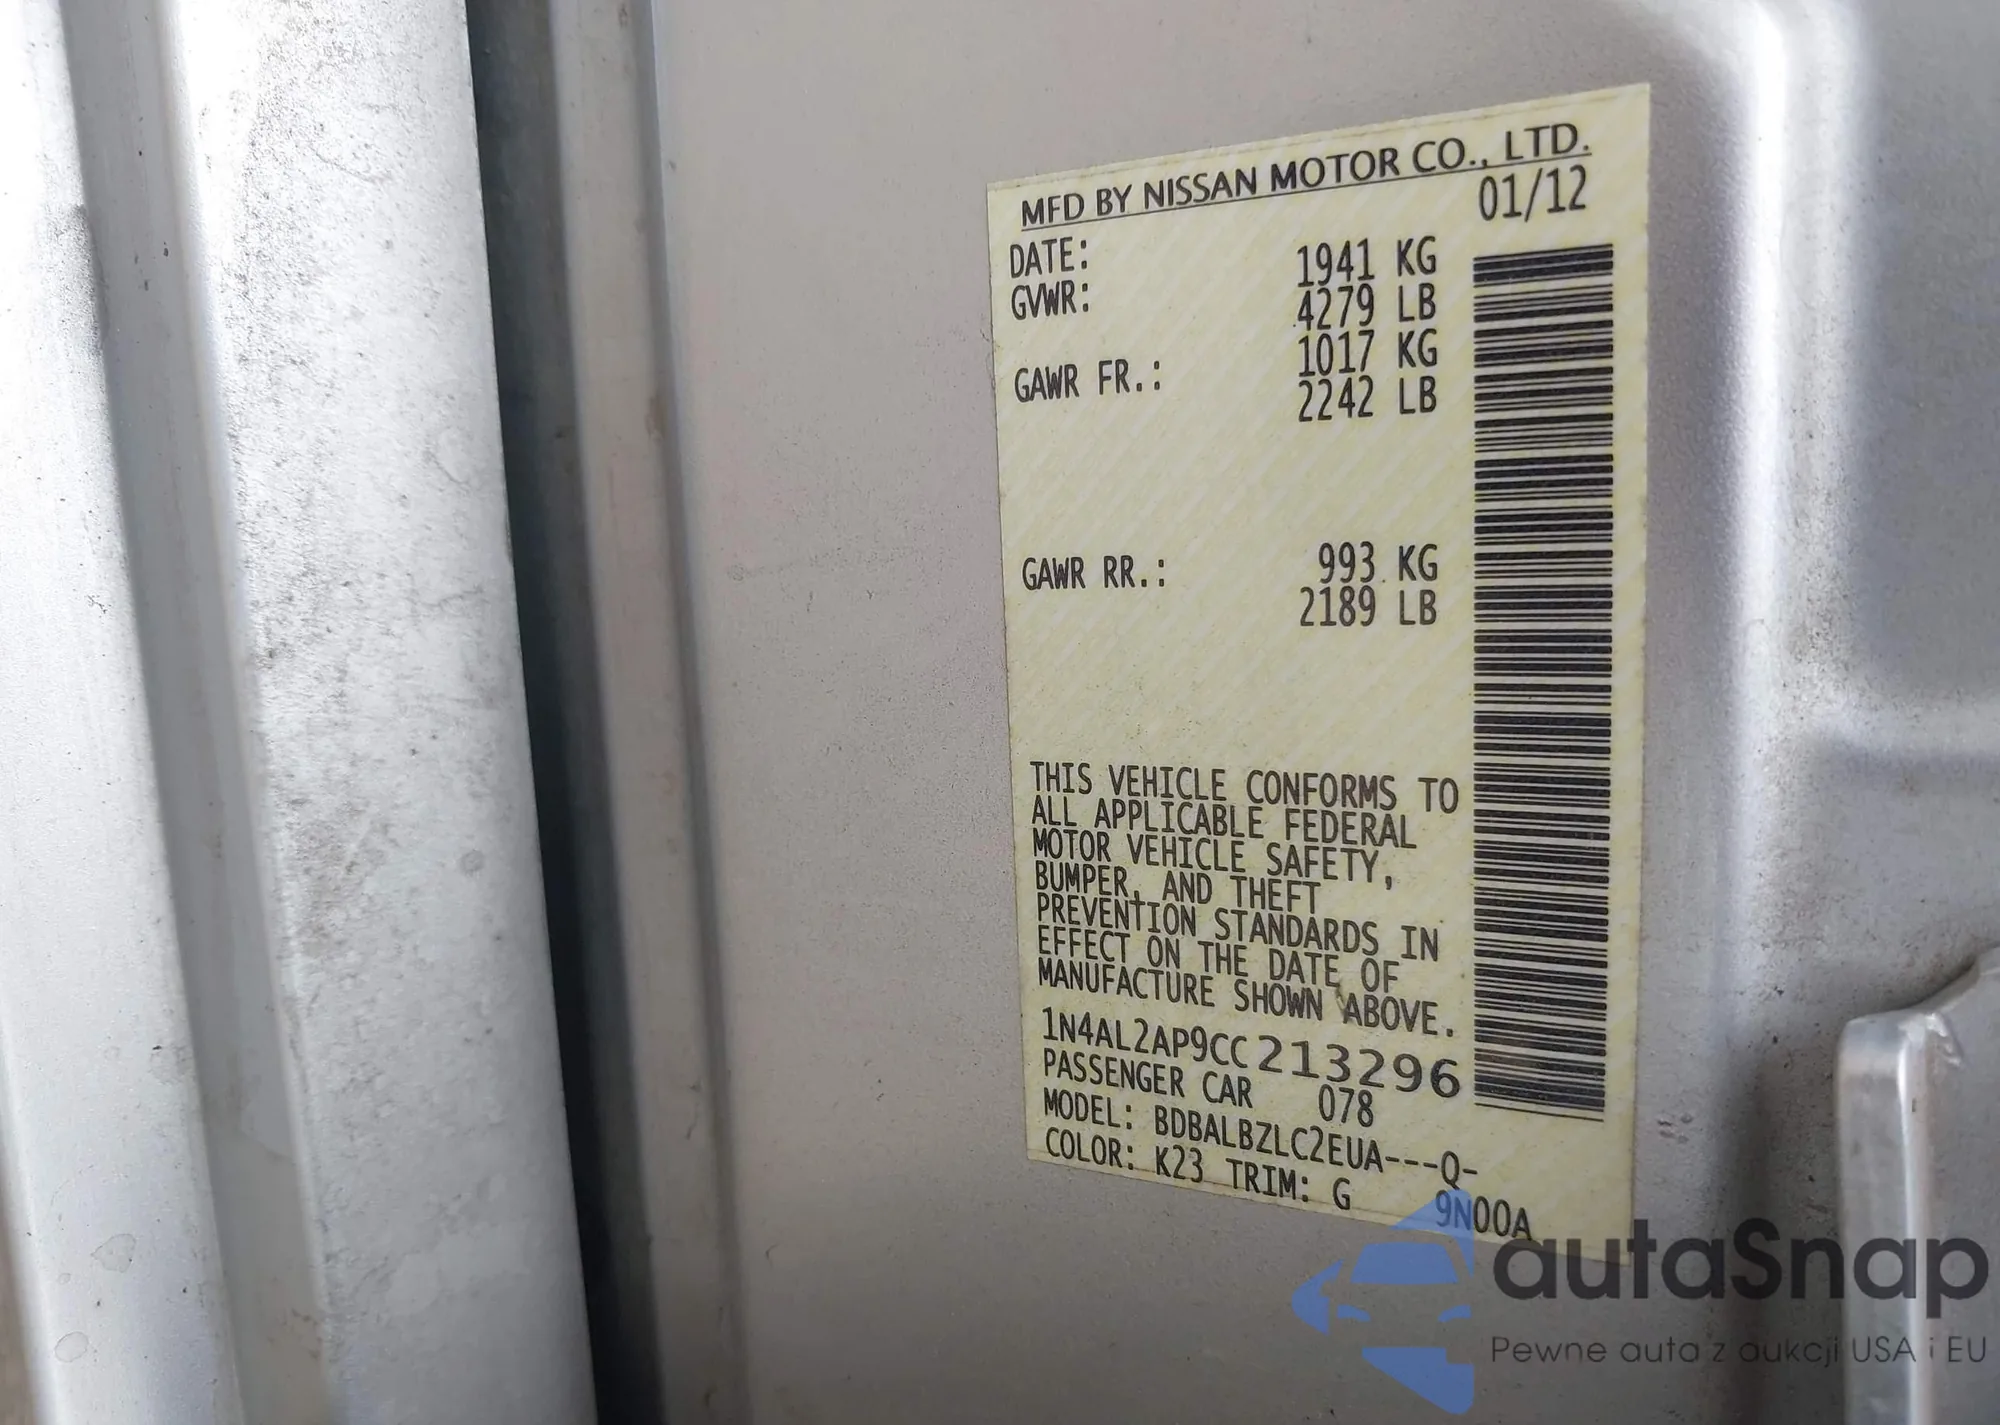 MFD BY NISSAN MOTOR CO., LTD.
DATE: 01/12
GVWR: 1941 KG
4279 LB
GAWR FR.: 1017 KG
2242 LB
GAWR RR.: 993 KG
2189 LB
THIS VEHICLE CONFORMS TO
ALL APPLICABLE FEDERAL
MOTOR VEHICLE SAFETY,
BUMPER, AND THEFT
PREVENTION STANDARDS IN
EFFECT ON THE DATE OF
MANUFACTURE SHOWN ABOVE.
1N4AL2AP9CC213296
PASSENGER CAR 078
MODEL: BDBALBZLC2EUA---Q-
COLOR: K23 TRIM: G 9N00A
autaSnap
Pewne auta z aukcji USA i EU